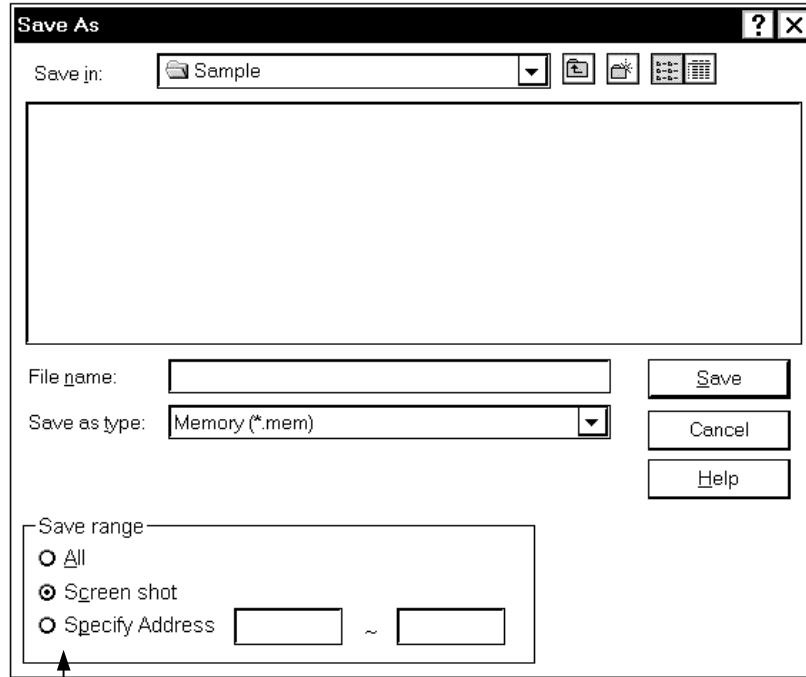 Save As
Save in: Sample
File name: Save
Save as type: Memory (*.mem) Cancel
Help
Save range
All
Screen shot
Specify Address ~